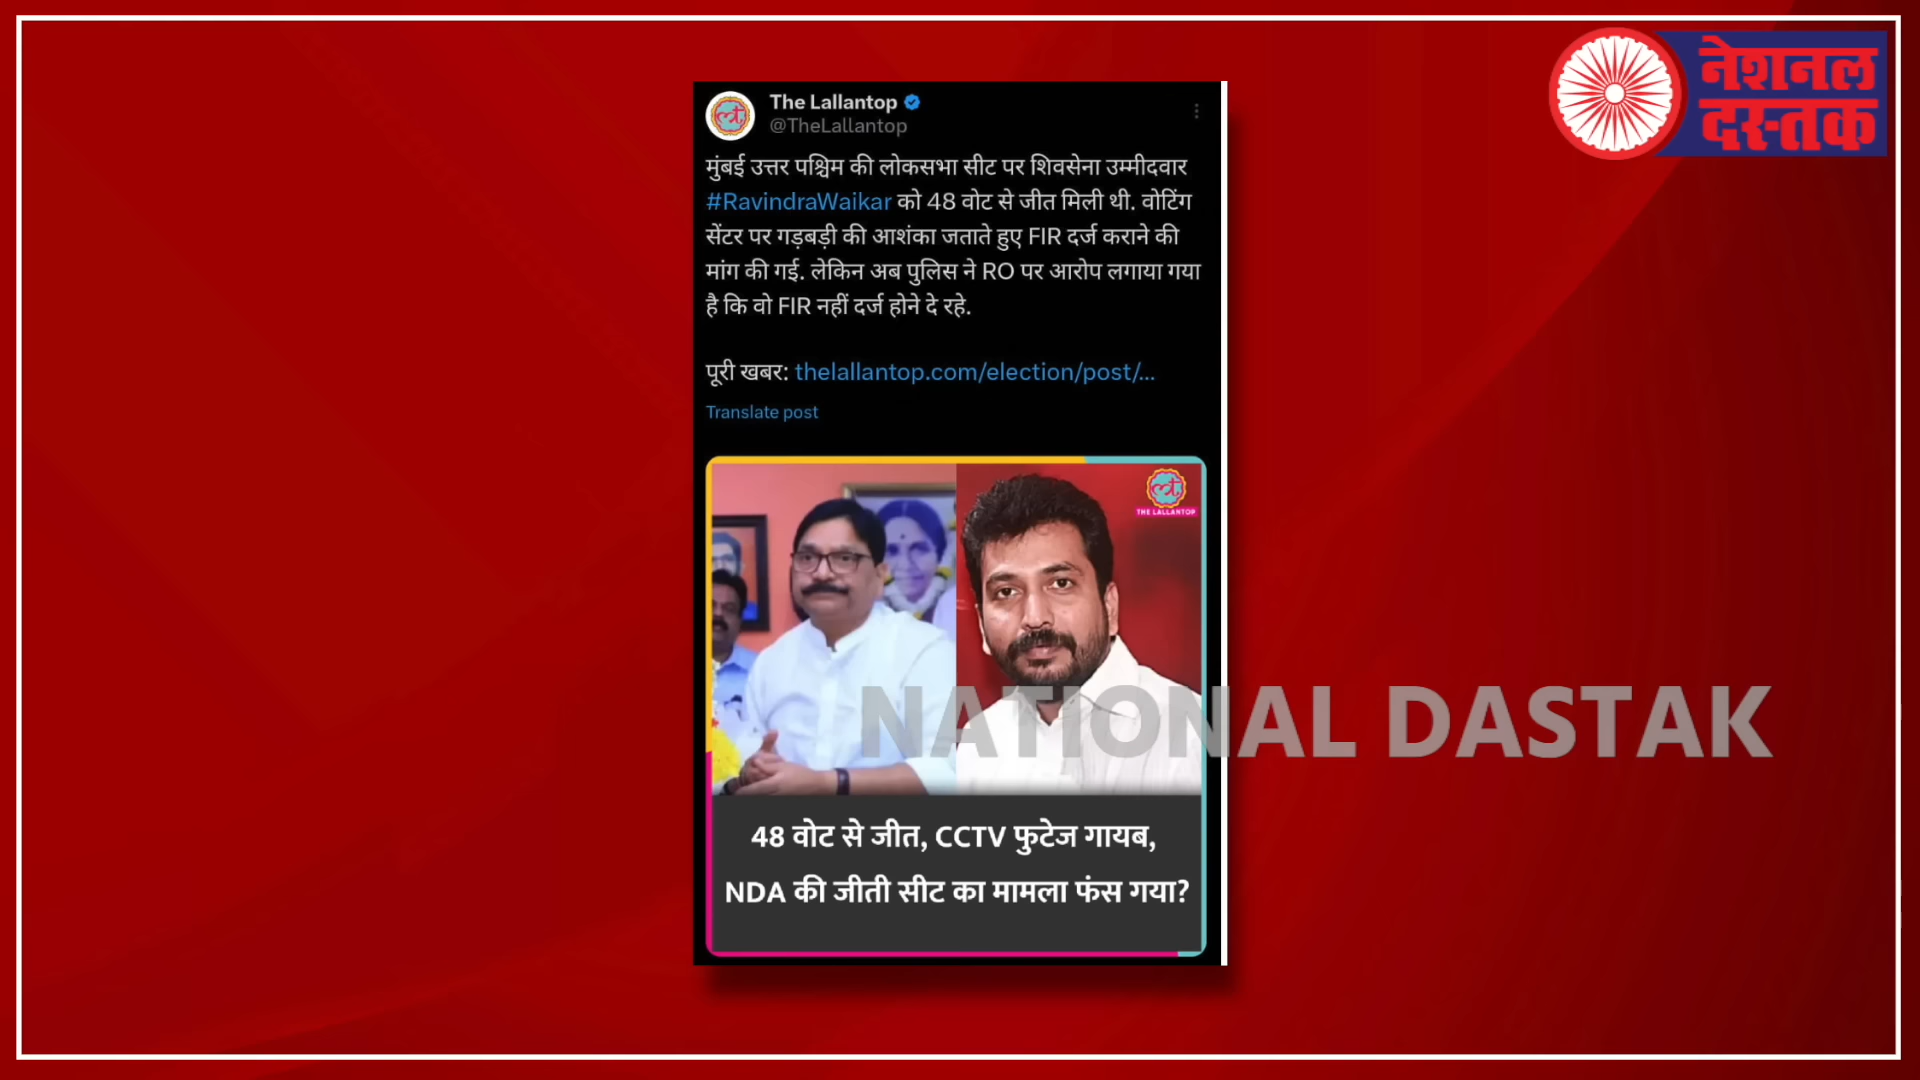 नेशनल
दस्तक
The Lallantop
@TheLallantop
मुंबई उत्तर पश्चिम की लोकसभा सीट पर शिवसेना उम्मीदवार
#RavindraWaikar को 48 वोट से जीत मिली थी. वोटिंग
सेंटर पर गड़बड़ी की आशंका जताते हुए FIR दर्ज कराने की
मांग की गई. लेकिन अब पुलिस ने RO पर आरोप लगाया गया
है कि वो FIR नहीं दर्ज होने दे रहे.
पूरी खबर: thelallantop.com/election/post/...
Translate post
THE LALLANTOP
NATIONAL DASTAK
48 वोट से जीत, CCTV फुटेज गायब,
NDA की जीती सीट का मामला फंस गया?